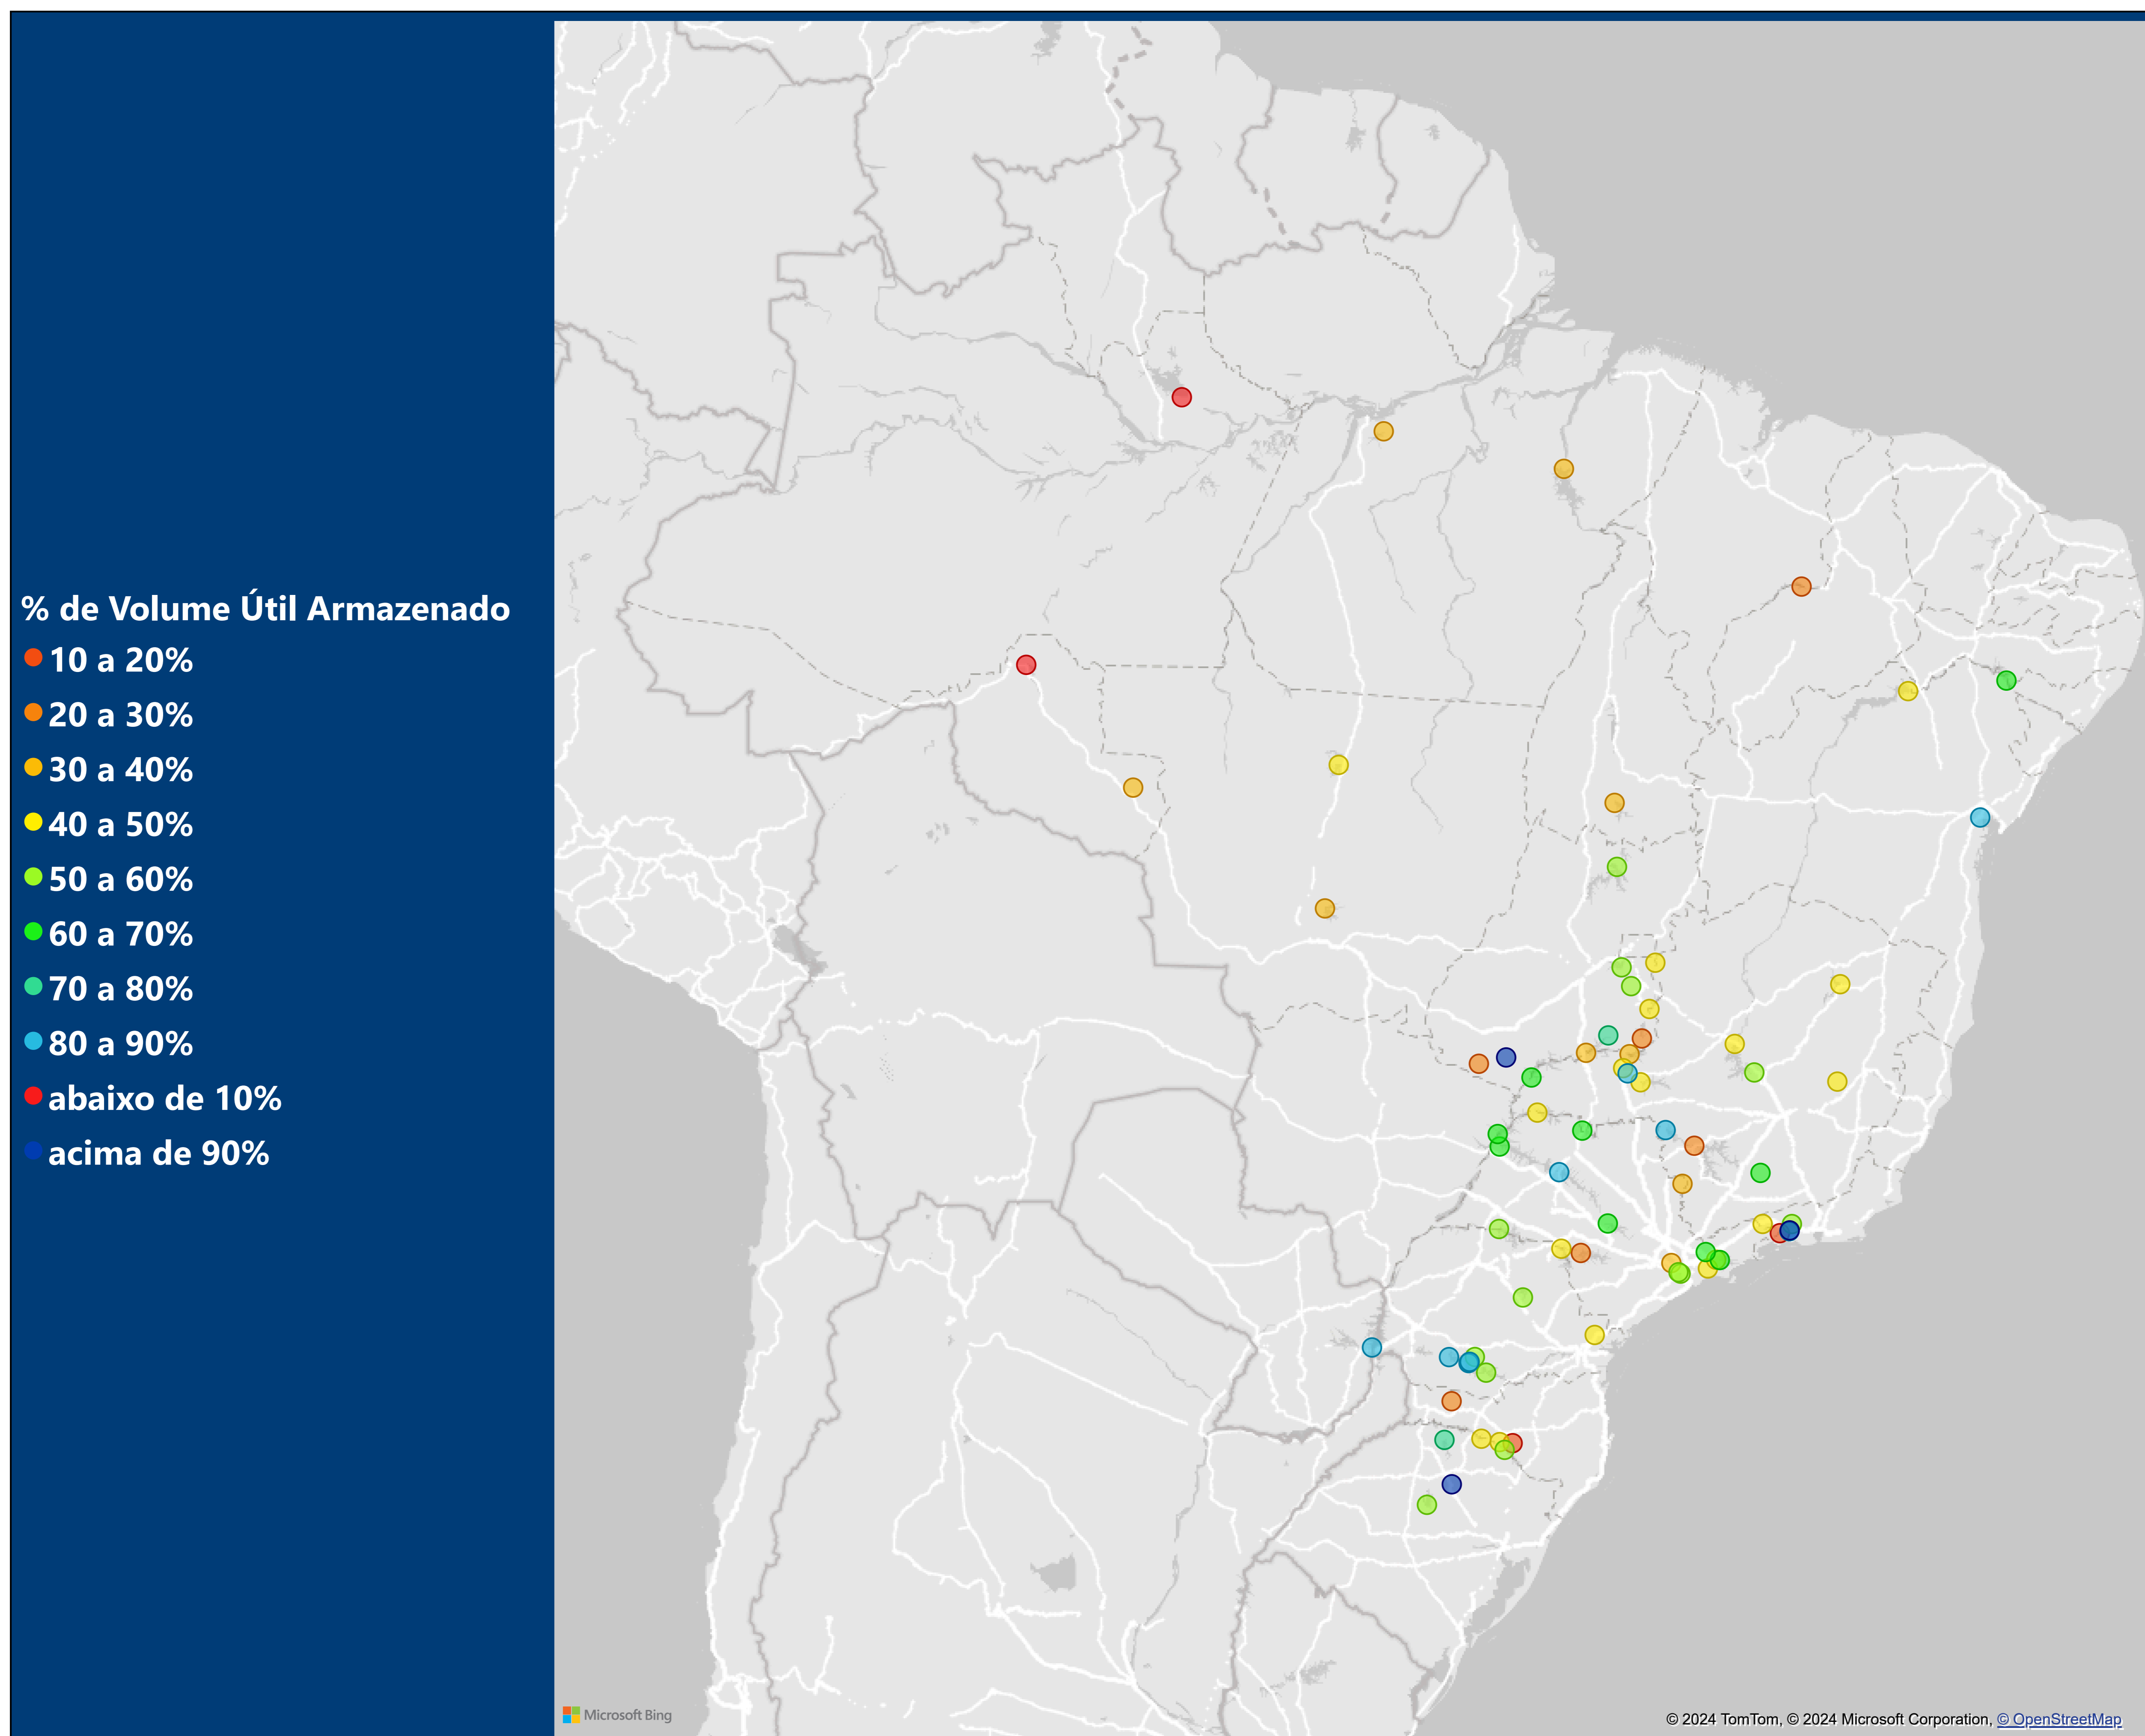 % de Volume Útil Armazenado
10 a 20%
20 a 30%
30 a 40%
40 a 50%
50 a 60%
60 a 70%
70 a 80%
80 a 90%
abaixo de 10%
acima de 90%
Microsoft Bing
© 2024 TomTom, © 2024 Microsoft Corporation, © OpenStreetMap